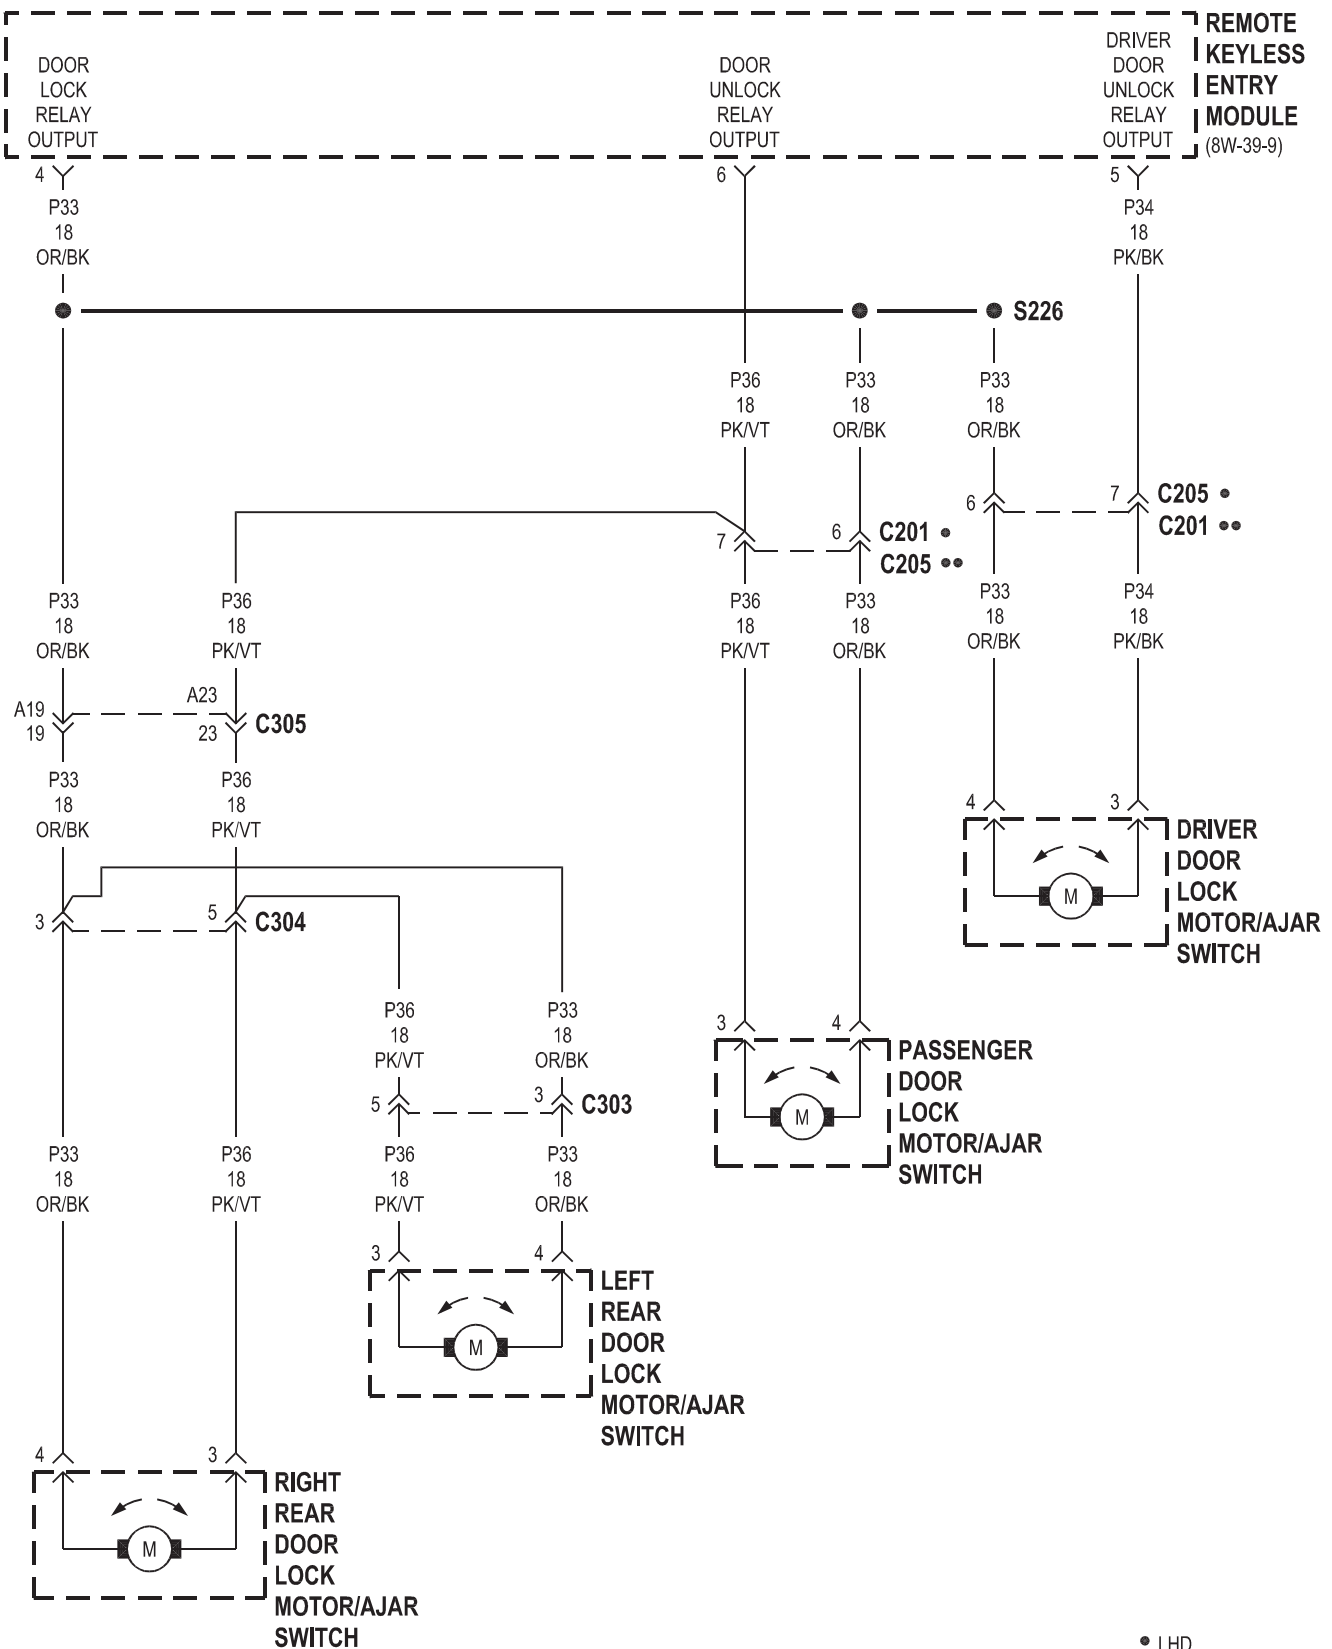 REMOTE
KEYLESS
ENTRY
MODULE
(8W-39-9)
DOOR
LOCK
RELAY
OUTPUT
DOOR
UNLOCK
RELAY
OUTPUT
DRIVER
DOOR
UNLOCK
RELAY
OUTPUT
4
6
5
P33
18
OR/BK
P34
18
PK/BK
S226
P36
18
PK/VT
P33
18
OR/BK
P33
18
OR/BK
6
7
C205 •
C201 ••
7
6
C201 •
C205 ••
P33
18
OR/BK
P36
18
PK/VT
P36
18
PK/VT
P33
18
OR/BK
P33
18
OR/BK
P34
18
PK/BK
A19
19
A23
23
C305
P33
18
OR/BK
P36
18
PK/VT
4
3
DRIVER
DOOR
LOCK
MOTOR/AJAR
SWITCH
M
3
5
C304
P36
18
PK/VT
P33
18
OR/BK
3
4
PASSENGER
DOOR
LOCK
MOTOR/AJAR
SWITCH
M
5
3
C303
P33
18
OR/BK
P36
18
PK/VT
P36
18
PK/VT
P33
18
OR/BK
3
4
LEFT
REAR
DOOR
LOCK
MOTOR/AJAR
SWITCH
M
4
3
RIGHT
REAR
DOOR
LOCK
MOTOR/AJAR
SWITCH
M
• LHD